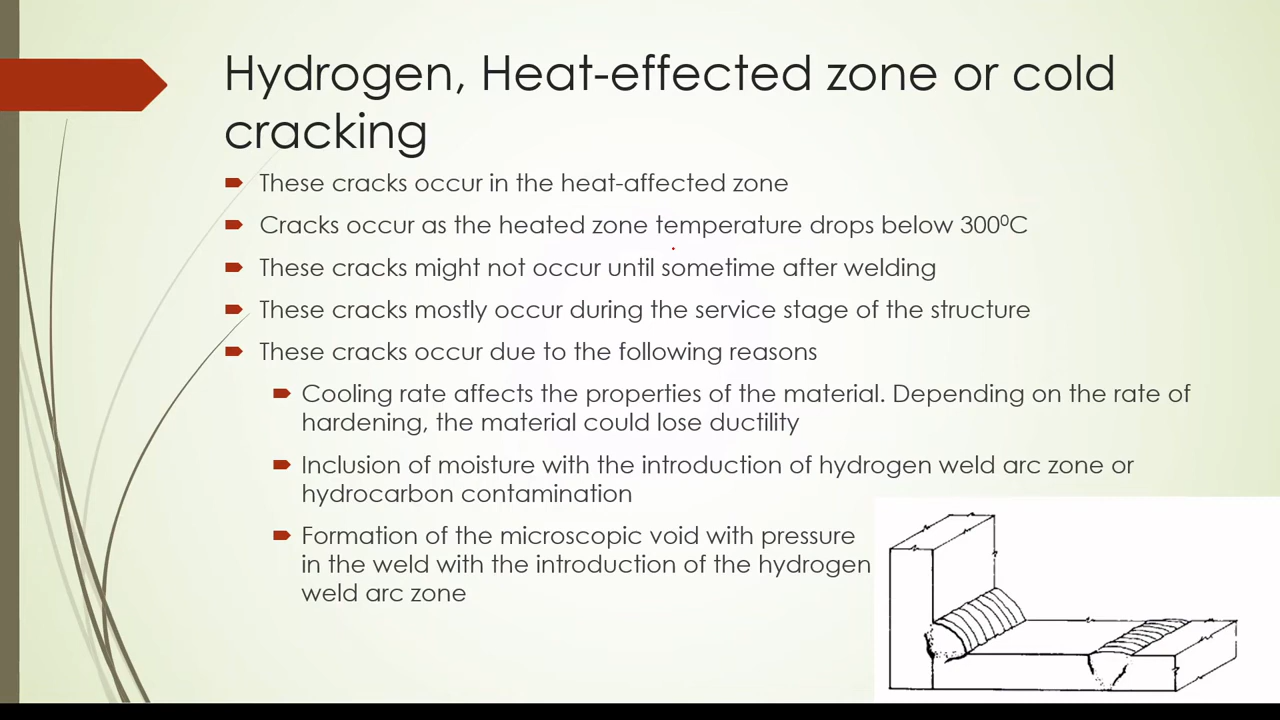 Hydrogen, Heat-effected zone or cold
cracking
These cracks occur in the heat-affected zone
Cracks occur as the heated zone temperature drops below 300⁰C
These cracks might not occur until sometime after welding
These cracks mostly occur during the service stage of the structure
These cracks occur due to the following reasons
Cooling rate affects the properties of the material. Depending on the rate of
hardening, the material could lose ductility
Inclusion of moisture with the introduction of hydrogen weld arc zone or
hydrocarbon contamination
Formation of the microscopic void with pressure
in the weld with the introduction of the hydrogen
weld arc zone